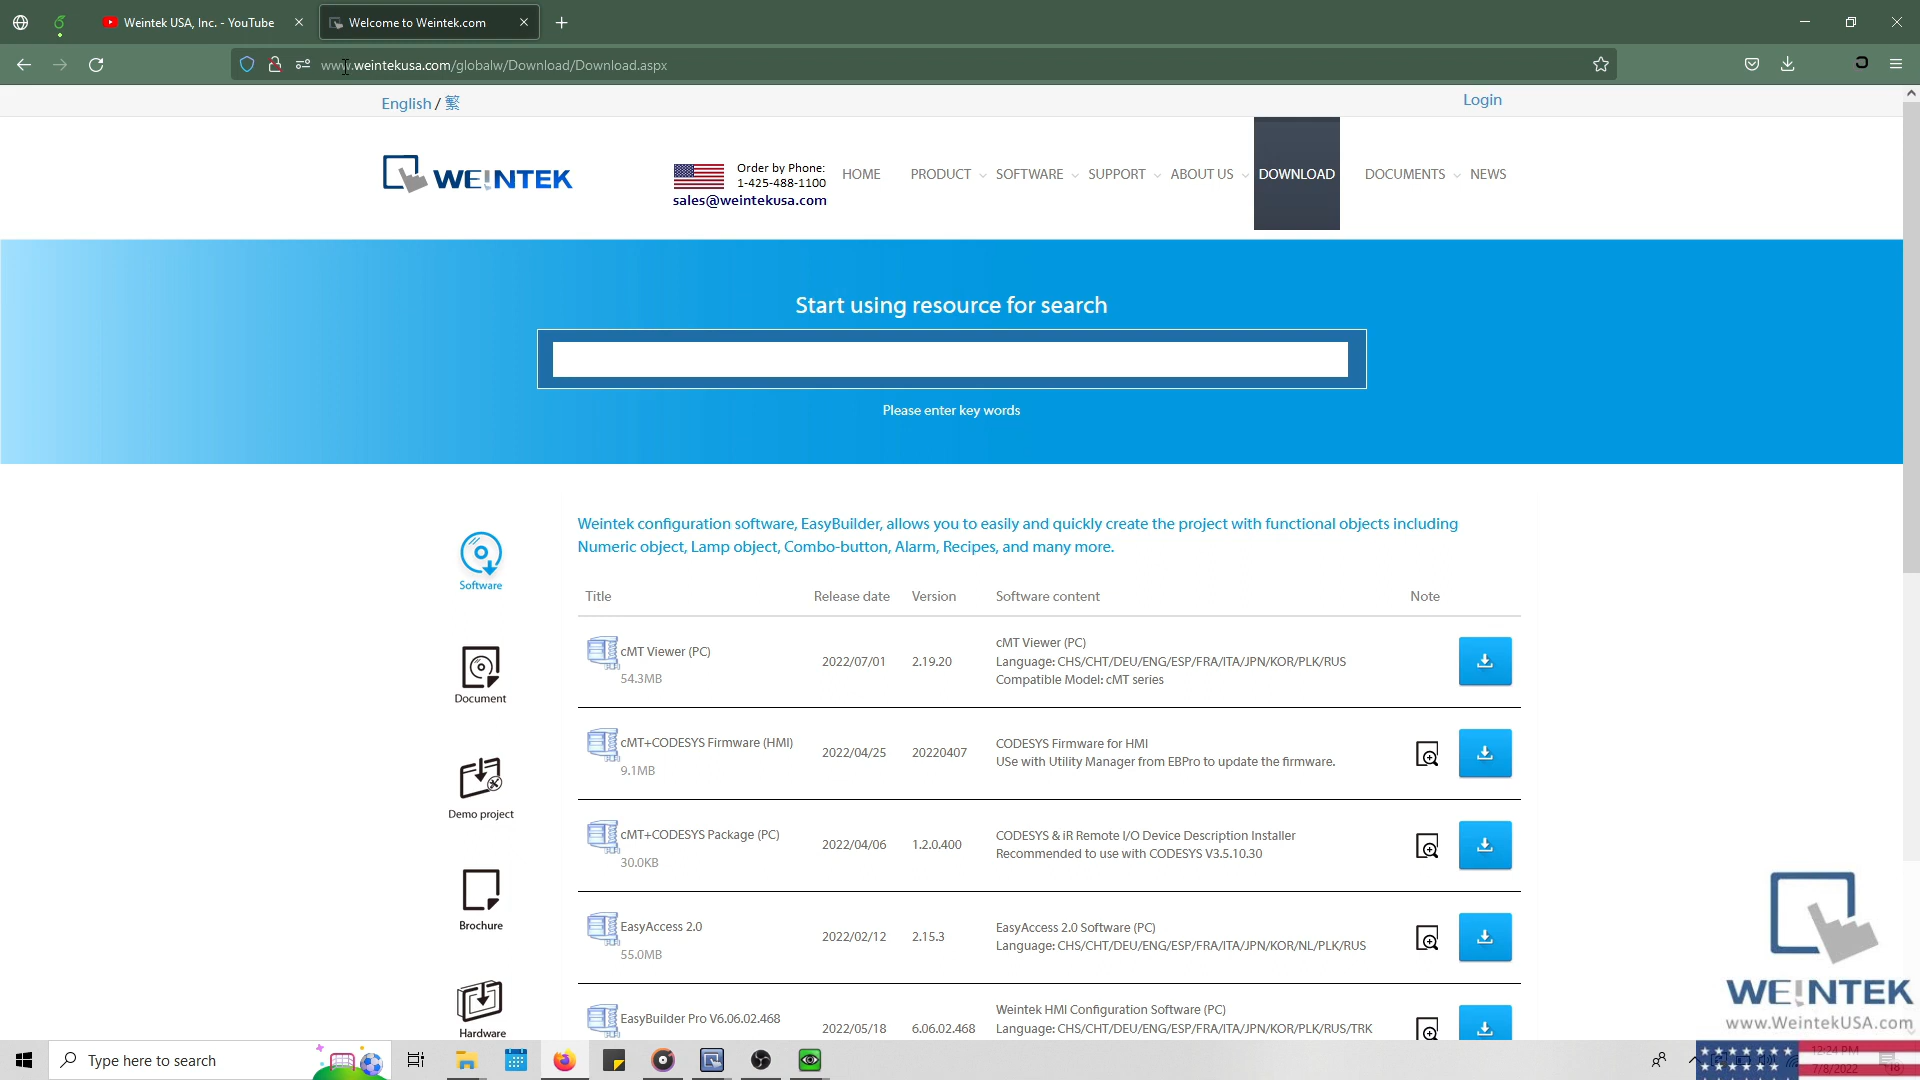 Weintek USA, Inc. - YouTube
Welcome to Weintek.com
www.weintekusa.com/globalw/Download/Download.aspx
English / 繁
Login
WE!NTEK
Order by Phone:
1-425-488-1100
sales@weintekusa.com
HOME
PRODUCT
SOFTWARE
SUPPORT
ABOUT US
DOWNLOAD
DOCUMENTS
NEWS
Start using resource for search
Please enter key words
Weintek configuration software, EasyBuilder, allows you to easily and quickly create the project with functional objects including
Numeric object, Lamp object, Combo-button, Alarm, Recipes, and many more.
Software
Document
Demo project
Brochure
Hardware
Title Release date Version Software content Note
cMT Viewer (PC)
54.3MB
2022/07/01
2.19.20
cMT Viewer (PC)
Language: CHS/CHT/DEU/ENG/ESP/FRA/ITA/JPN/KOR/PLK/RUS
Compatible Model: cMT series
cMT+CODESYS Firmware (HMI)
9.1MB
2022/04/25
20220407
CODESYS Firmware for HMI
USe with Utility Manager from EBPro to update the firmware.
cMT+CODESYS Package (PC)
30.0KB
2022/04/06
1.2.0.400
CODESYS & iR Remote I/O Device Description Installer
Recommended to use with CODESYS V3.5.10.30
EasyAccess 2.0
55.0MB
2022/02/12
2.15.3
EasyAccess 2.0 Software (PC)
Language: CHS/CHT/DEU/ENG/ESP/FRA/ITA/JPN/KOR/NL/PLK/RUS
EasyBuilder Pro V6.06.02.468
2022/05/18
6.06.02.468
Weintek HMI Configuration Software (PC)
Language: CHS/CHT/DEU/ENG/ESP/FRA/ITA/JPN/KOR/PLK/RUS/TRK
WE!NTEK
www.WeintekUSA.com
Type here to search
12:24 PM
7/8/2022
18